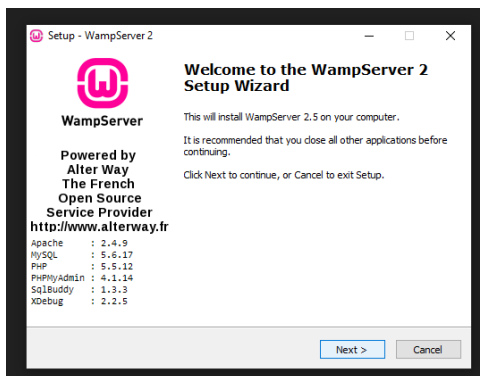 Setup - WampServer 2
WampServer
Powered by
Alter Way
The French
Open Source
Service Provider
http://www.alterway.fr
Apache : 2.4.9
MySQL : 5.6.17
PHP : 5.5.12
PHPMyAdmin : 4.1.14
SqlBuddy : 1.3.3
XDebug : 2.2.5
Welcome to the WampServer 2
Setup Wizard
This will install WampServer 2.5 on your computer.
It is recommended that you close all other applications before
continuing.
Click Next to continue, or Cancel to exit Setup.
Next >
Cancel